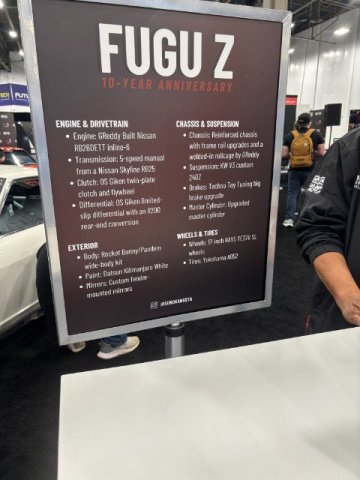 FUGU Z
10-YEAR ANNIVERSARY
ENGINE & DRIVETRAIN
• Engine: GReddy Built Nissan
RB26DETT inline-6
• Transmission: 5-speed manual
from a Nissan Skyline RB25
• Clutch: OS Giken twin-plate
clutch and flywheel
• Differential: OS Giken limited-
slip differential with an R200
rear-end conversion
EXTERIOR
• Body: Rocket Bunny/Pandem
wide-body kit
• Paint: Datsun Kilimanjaro White
• Mirrors: Custom fender-
mounted mirrors
CHASSIS & SUSPENSION
• Chassis: Reinforced chassis
with frame rail upgrades and a
welded-in rollcage by GReddy
• Suspension: KW V3 custom
240Z
• Brakes: Techno Toy Tuning big
brake upgrade
• Master Cylinder: Upgraded
master cylinder
WHEELS & TIRES
• Wheels: 17-inch RAYS TE37V SL
wheels
• Tires: Yokohama A052
@SUNGKANGSTA